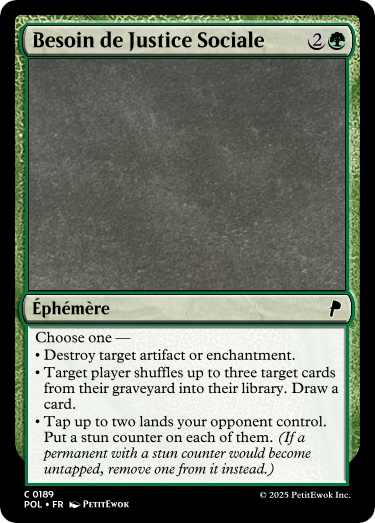 Besoin de Justice Sociale 2
Éphémère
Choose one —
• Destroy target artifact or enchantment.
• Target player shuffles up to three target cards
from their graveyard into their library. Draw a
card.
• Tap up to two lands your opponent control.
Put a stun counter on each of them. (If a
permanent with a stun counter would become
untapped, remove one from it instead.)
C 0189
POL • FR PETITEWOK
© 2025 PetitEwok Inc.